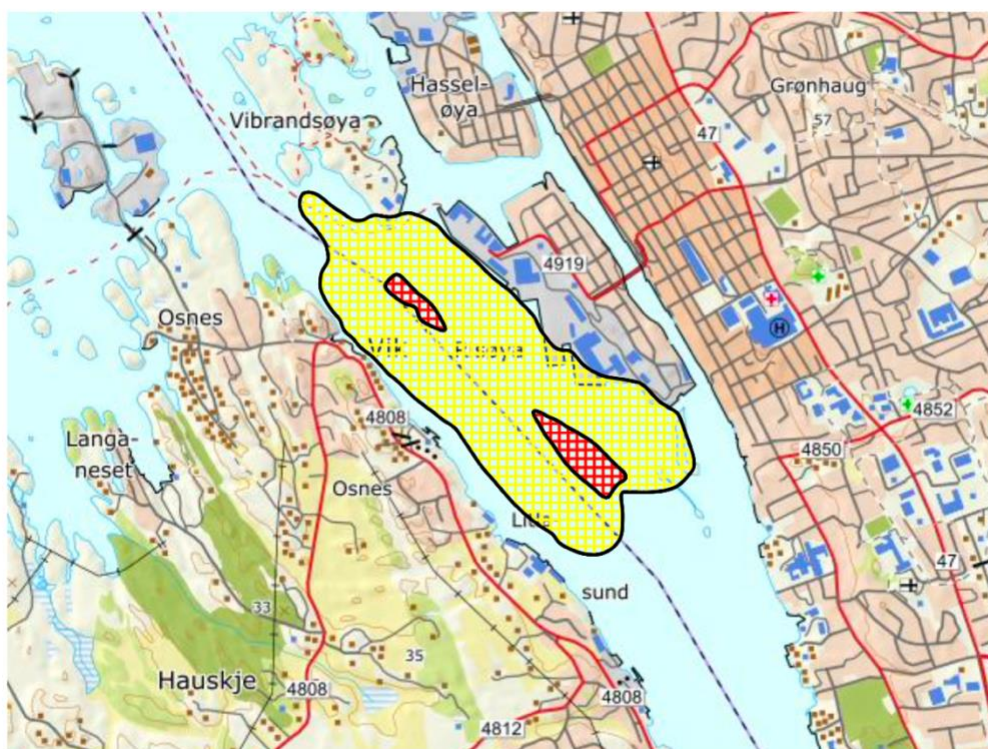 Hassel-
øya
Grønhaug
Vibrandsøya
47
57
4919
Osnes
H
4808
4852
4850
Langa-
neset
Osnes
47
sund
33
35
Hauskje
4808
4808
4812